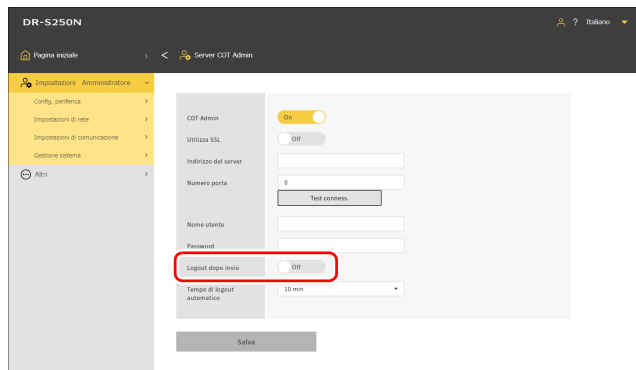 DR-S250N
? Italiano
Pagina iniziale
Server COT Admin
Impostazioni Amministratore
Config. periferica
Impostazioni di rete
Impostazioni di comunicazione
Gestione sistema
Altri
COT Admin On
Utilizza SSL Off
Indirizzo del server
Numero porta 0
Test conness.
Nome utente
Password
Logout dopo invio Off
Tempo di logout 10 min
automatico
Salva